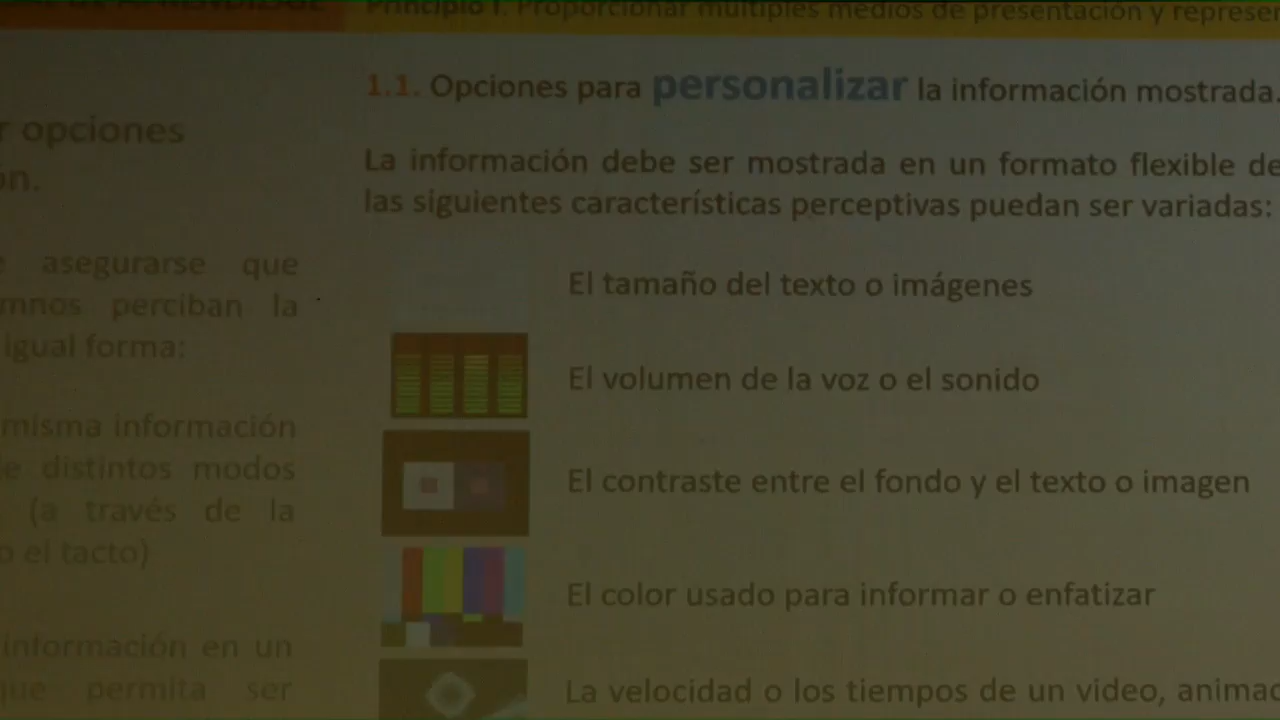 Principio I. Proporcionar múltiples medios de presentación y
1.1. Opciones para personalizar la información mostrada.
opciones
La información debe ser mostrada en un formato flexible de
las siguientes características perceptivas puedan ser variadas:
asegurarse que
perciban la
igual forma:
misma información
distintos modos
(a través de la
el tacto)
información en un
que permita ser
El tamaño del texto o imágenes
El volumen de la voz o el sonido
El contraste entre el fondo y el texto o imagen
El color usado para informar o enfatizar
La velocidad o los tiempos de un video,